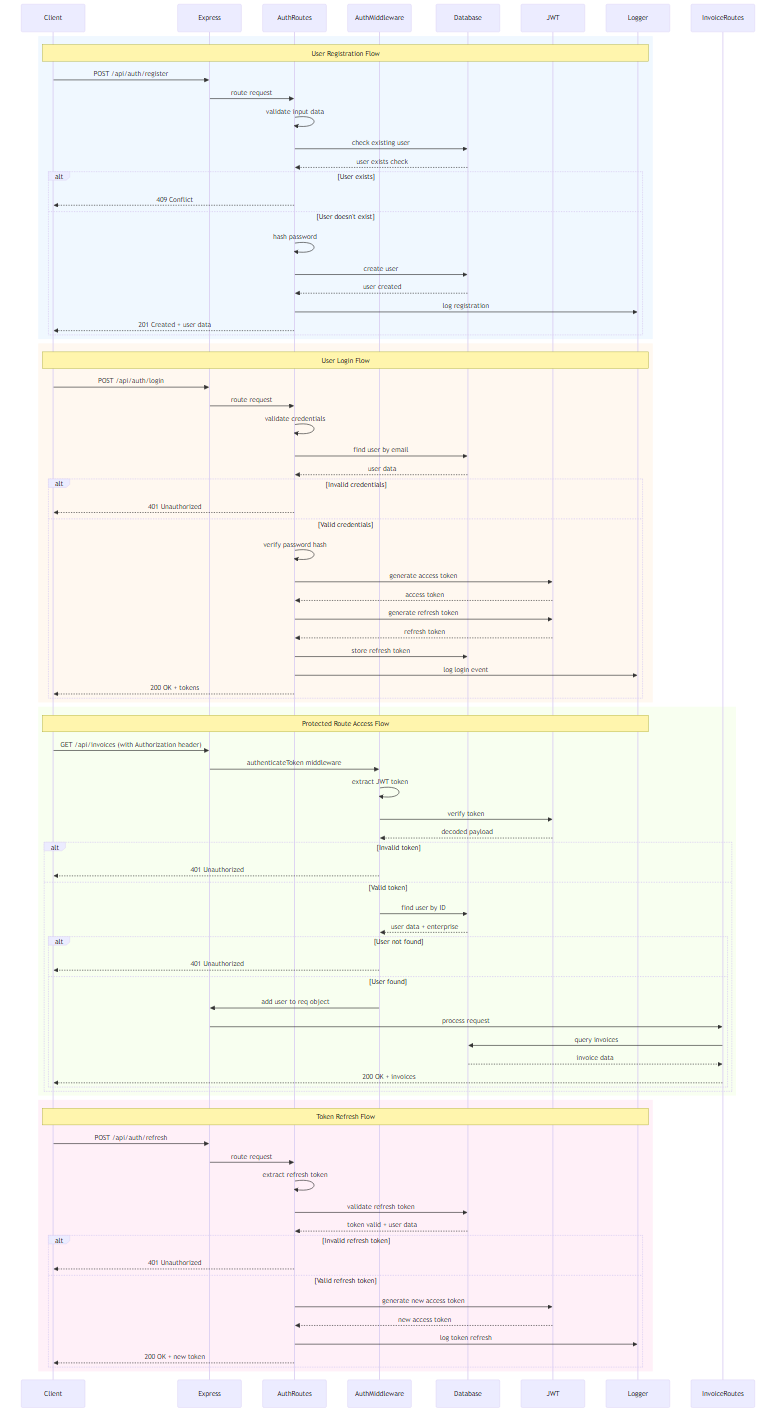 Client Express AuthRoutes AuthMiddleware Database JWT Logger InvoiceRoutes
User Registration Flow
POST /api/auth/register
route request
validate input data
check existing user
user exists check
alt [User exists]
409 Conflict
[User doesn't exist]
hash password
create user
user created
log registration
201 Created + user data
User Login Flow
POST /api/auth/login
route request
validate credentials
find user by email
user data
alt [Invalid credentials]
401 Unauthorized
[Valid credentials]
verify password hash
generate access token
access token
generate refresh token
refresh token
store refresh token
log login event
200 OK + tokens
Protected Route Access Flow
GET /api/invoices (with Authorization header)
authenticateToken middleware
extract JWT token
verify token
decoded payload
alt [Invalid token]
401 Unauthorized
[Valid token]
find user by ID
user data + enterprise
alt [User not found]
401 Unauthorized
[User found]
add user to req object
process request
query invoices
invoice data
200 OK + invoices
Token Refresh Flow
POST /api/auth/refresh
route request
extract refresh token
validate refresh token
token valid + user data
alt [Invalid refresh token]
401 Unauthorized
[Valid refresh token]
generate new access token
new access token
log token refresh
200 OK + new token
Client Express AuthRoutes AuthMiddleware Database JWT Logger InvoiceRoutes